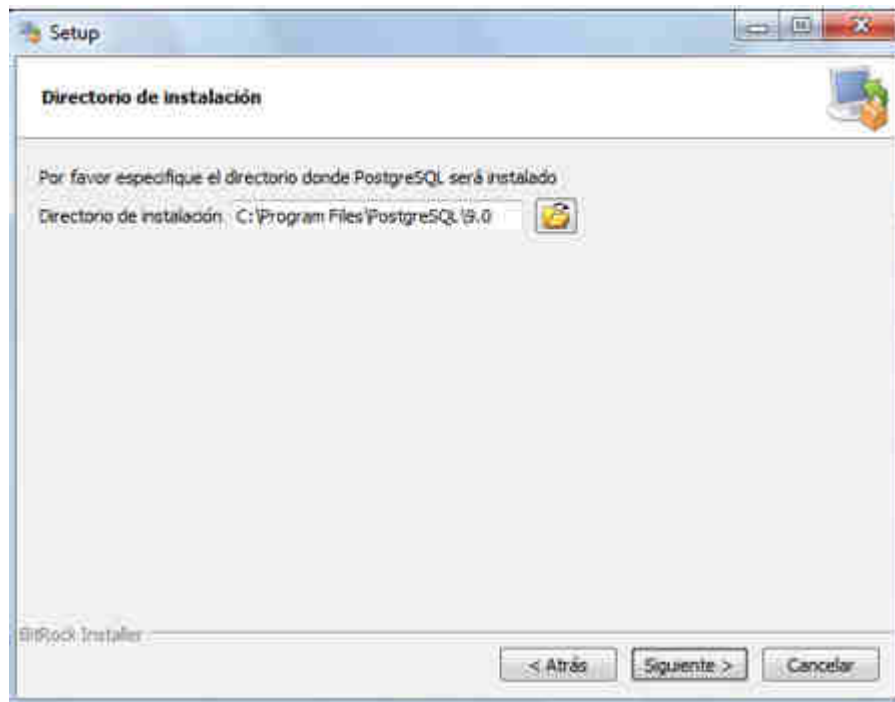 Setup
Directorio de instalación
Por favor especifique el directorio donde PostgreSQL será instalado
Directorio de instalación C:\Program Files\PostgreSQL\9.0
BitRock Installer
< Atrás Siguiente > Cancelar